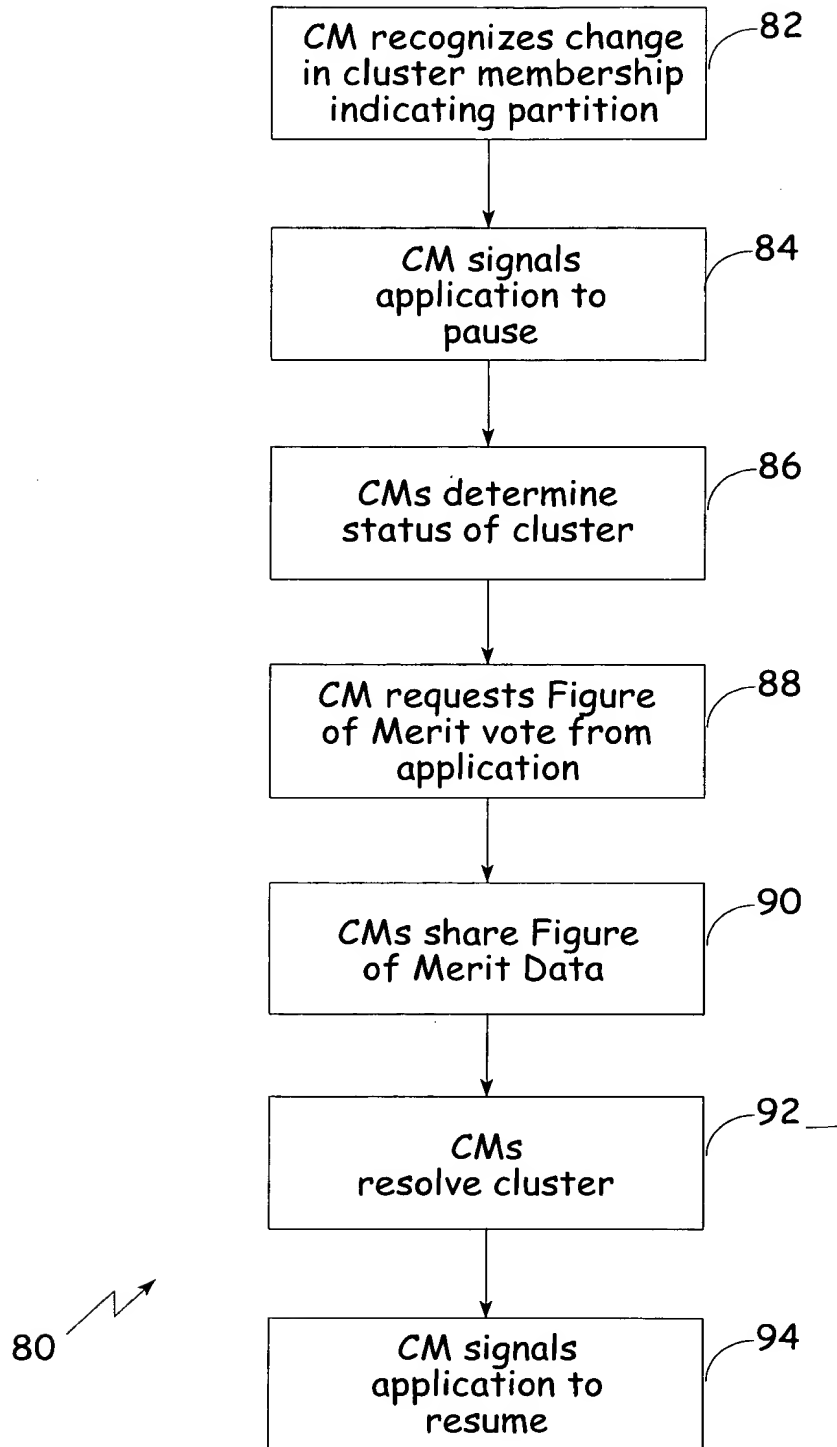 CM recognizes change
in cluster membership
indicating partition
82
CM signals
application to
pause
84
CMs determine
status of cluster
86
CM requests Figure
of Merit vote from
application
88
CMs share Figure
of Merit Data
90
CMs
resolve cluster
92
80
CM signals
application to
resume
94